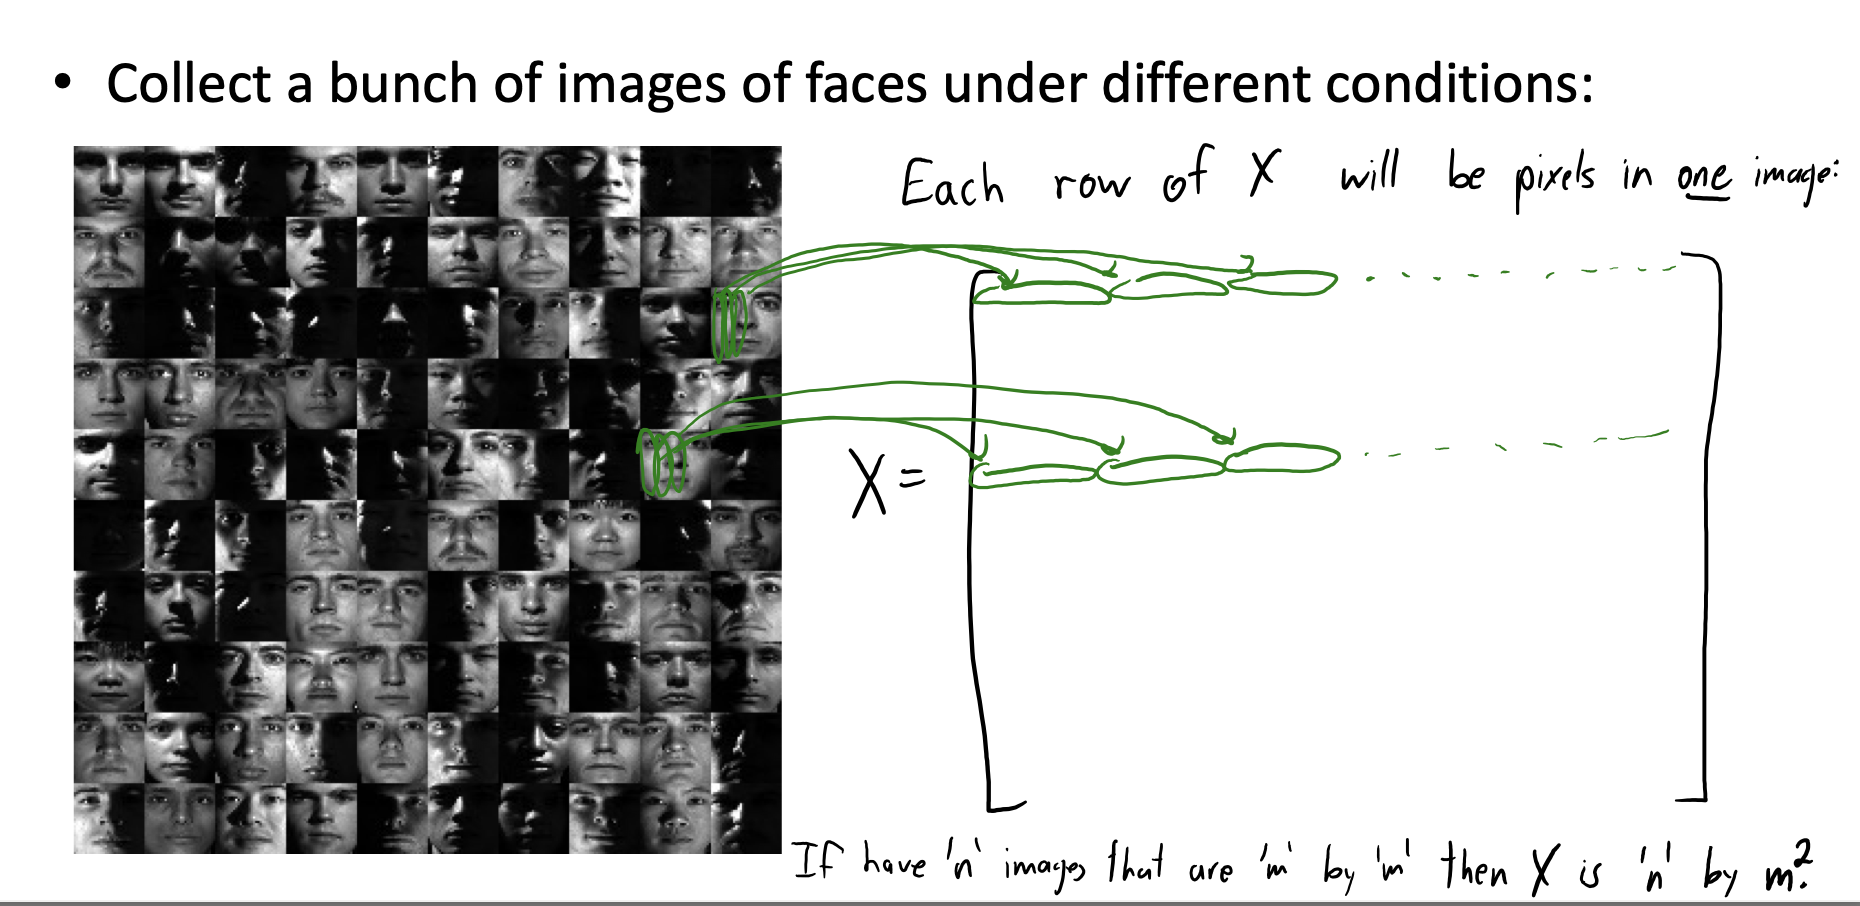 • Collect a bunch of images of faces under different conditions:
Each row of X will be pixels in one image:
X=
If have 'n' images that are 'm' by 'm' then X is 'n' by m².